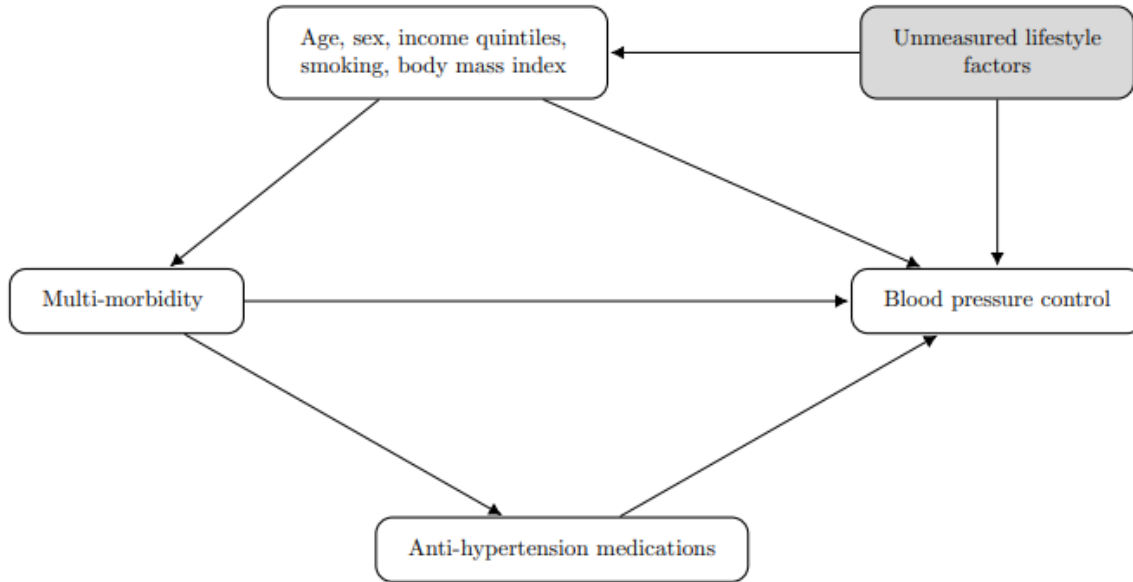 Age, sex, income quintiles,
smoking, body mass index
Unmeasured lifestyle
factors
Multi-morbidity
Blood pressure control
Anti-hypertension medications